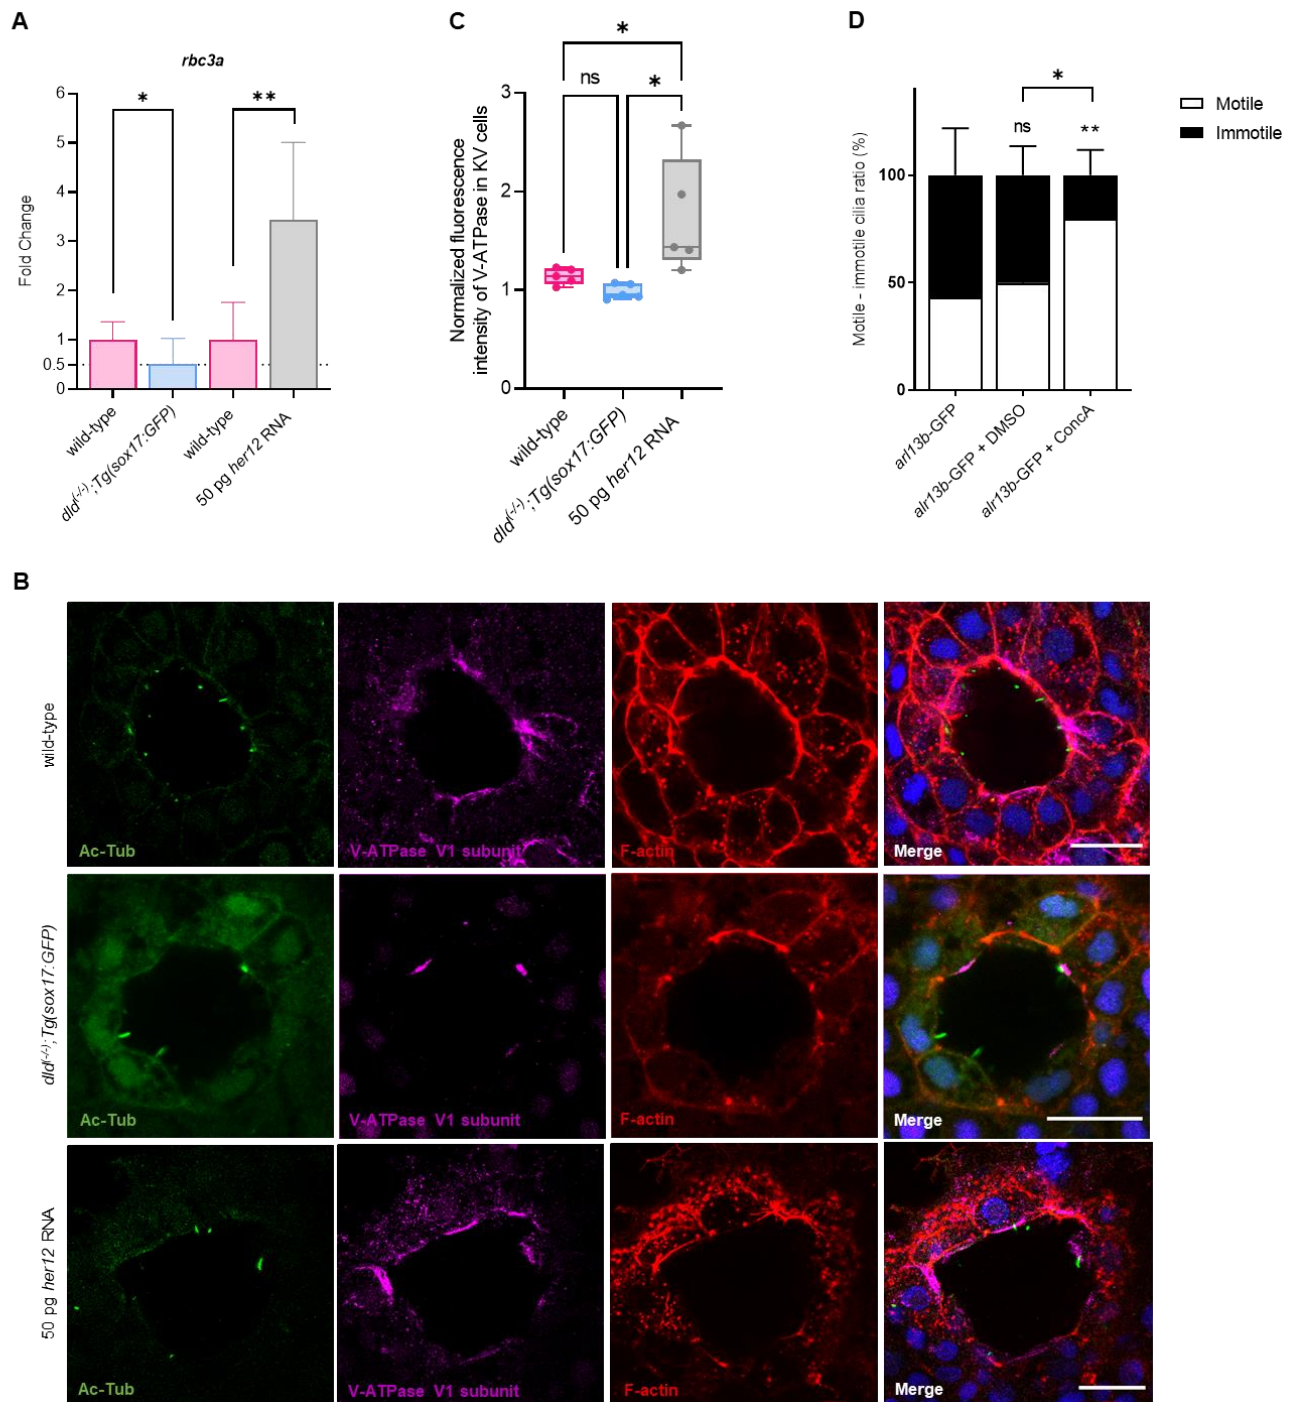 A
rbc3a
Fold Change
6
5
4
3
2
1
0.5
0
*
**
wild-type
dld(-/-);Tg(sox17:GFP)
wild-type
50 pg her12 RNA
C
Normalized fluorescence
intensity of V-ATPase in KV cells
3
2
1
0
*
ns
*
wild-type
dld(-/-);Tg(sox17:GFP)
50 pg her12 RNA
D
Motile - immotile cilia ratio (%)
100
50
0
*
ns
**
Motile
Immotile
arl13b-GFP
alr13b-GFP + DMSO
alr13b-GFP + ConcA
B
wild-type
Ac-Tub
V-ATPase V1 subunit
F-actin
Merge
dld(-/-);Tg(sox17:GFP)
Ac-Tub
V-ATPase V1 subunit
F-actin
Merge
50 pg her12 RNA
Ac-Tub
V-ATPase V1 subunit
F-actin
Merge